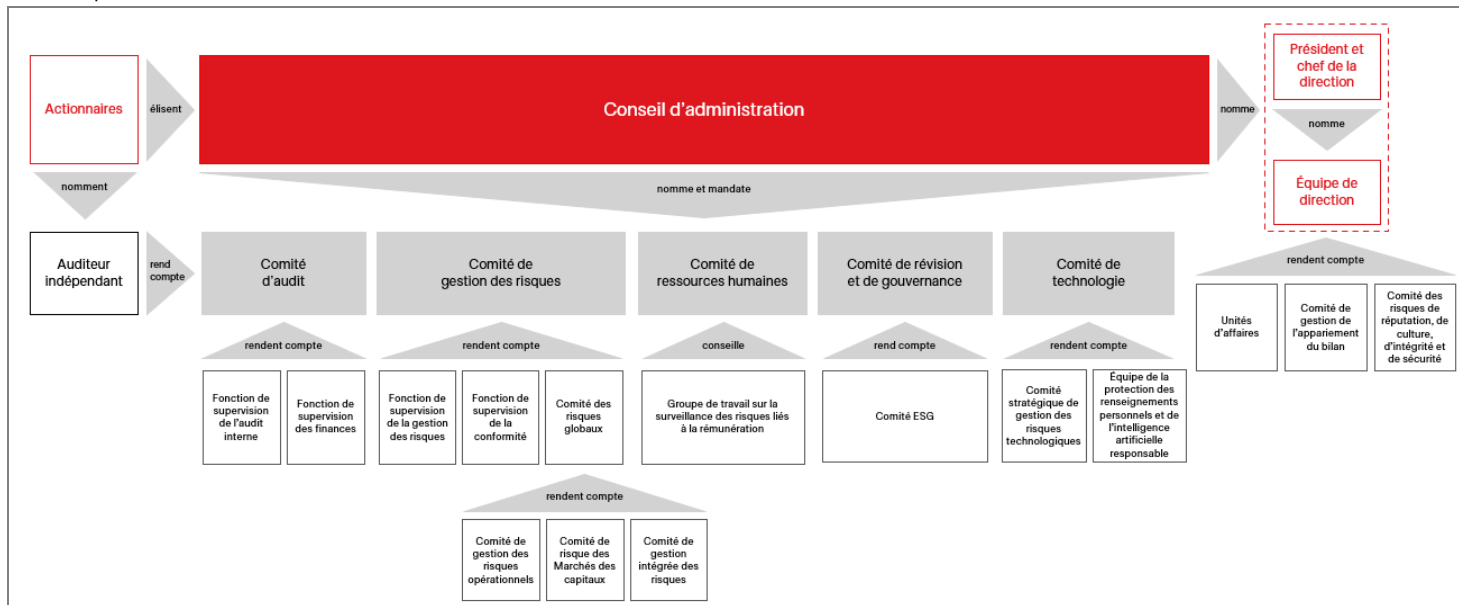 Actionnaires
élisent
Conseil d'administration
nomme
Président et
chef de la
direction
nomme
Équipe de
direction
nomment
nomme et mandate
Auditeur
indépendant
rend
compte
Comité
d'audit
Comité de
gestion des risques
Comité de
ressources humaines
Comité de révision
et de gouvernance
Comité de
technologie
rendent compte
Unités
d'affaires
Comité de
gestion de
l'appariement
du bilan
Comité des
risques de
réputation, de
culture,
d'intégrité et
de sécurité
rendent compte
rendent compte
conseille
rend compte
rendent compte
Fonction de
supervision
de l'audit
interne
Fonction de
supervision
des finances
Fonction de
supervision
de la gestion
des risques
Fonction de
supervision
de la
conformité
Comité des
risques
globaux
Groupe de travail sur la
surveillance des risques liés
à la rémunération
Comité ESG
Comité
stratégique de
gestion des
risques
technologiques
Équipe de la
protection des
renseignements
personnels et de
l'intelligence
artificielle
responsable
rendent compte
Comité de
gestion des
risques
opérationnels
Comité de
risque des
Marchés des
capitaux
Comité de
gestion
intégrée des
risques